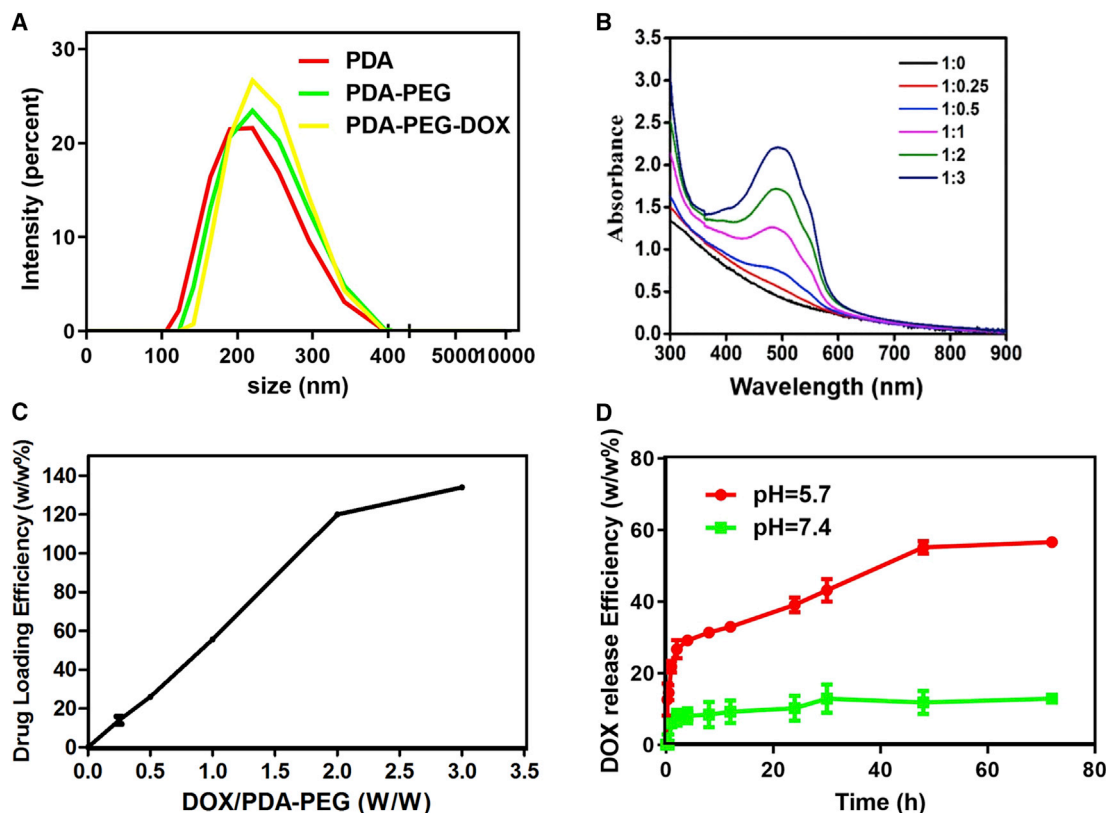 A
Intensity (percent)
30
20
10
0
PDA
PDA-PEG
PDA-PEG-DOX
0 100 200 300 400 5000 10000
size (nm)
B
Absorbance
3.5
3.0
2.5
2.0
1.5
1.0
0.5
0.0
1:0
1:0.25
1:0.5
1:1
1:2
1:3
300 400 500 600 700 800 900
Wavelength (nm)
C
Drug Loading Efficiency (w/w%)
140
120
100
80
60
40
20
0
0.0 0.5 1.0 1.5 2.0 2.5 3.0 3.5
DOX/PDA-PEG (W/W)
D
DOX release Efficiency (w/w%)
80
60
40
20
0
pH=5.7
pH=7.4
0 20 40 60 80
Time (h)